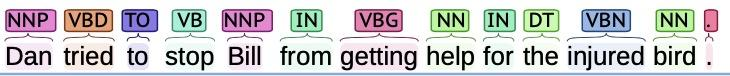 NNP VBD TO VB NNP IN VBG NN IN DT VBN NN .
Dan tried to stop Bill from getting help for the injured bird .